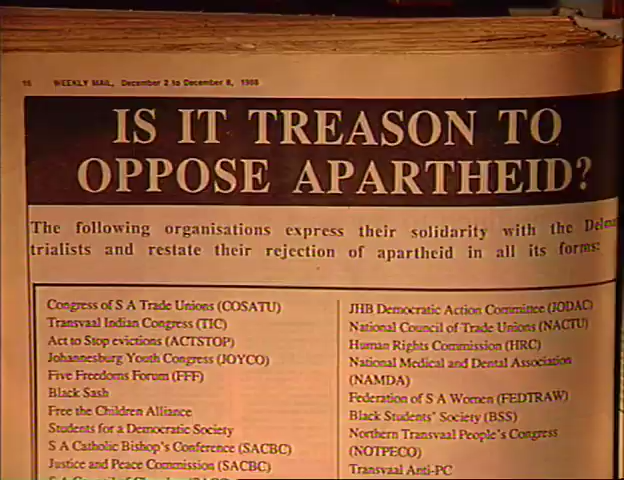 16 WEEKLY MAIL, December 2 to December 8, 1988
IS IT TREASON TO
OPPOSE APARTHEID?
The following organisations express their solidarity with the Delmas
trialists and restate their rejection of apartheid in all its forms:
Congress of S A Trade Unions (COSATU)
Transvaal Indian Congress (TIC)
Act to Stop evictions (ACTSTOP)
Johannesburg Youth Congress (JOYCO)
Five Freedoms Forum (FFF)
Black Sash
Free the Children Alliance
Students for a Democratic Society
S A Catholic Bishop's Conference (SACBC)
Justice and Peace Commission (SACBC)
JHB Democratic Action Committee (JODAC)
National Council of Trade Unions (NACTU)
Human Rights Commission (HRC)
National Medical and Dental Association
(NAMDA)
Federation of S A Women (FEDTRAW)
Black Students' Society (BSS)
Northern Transvaal People's Congress
(NOTPECO)
Transvaal Anti-PC